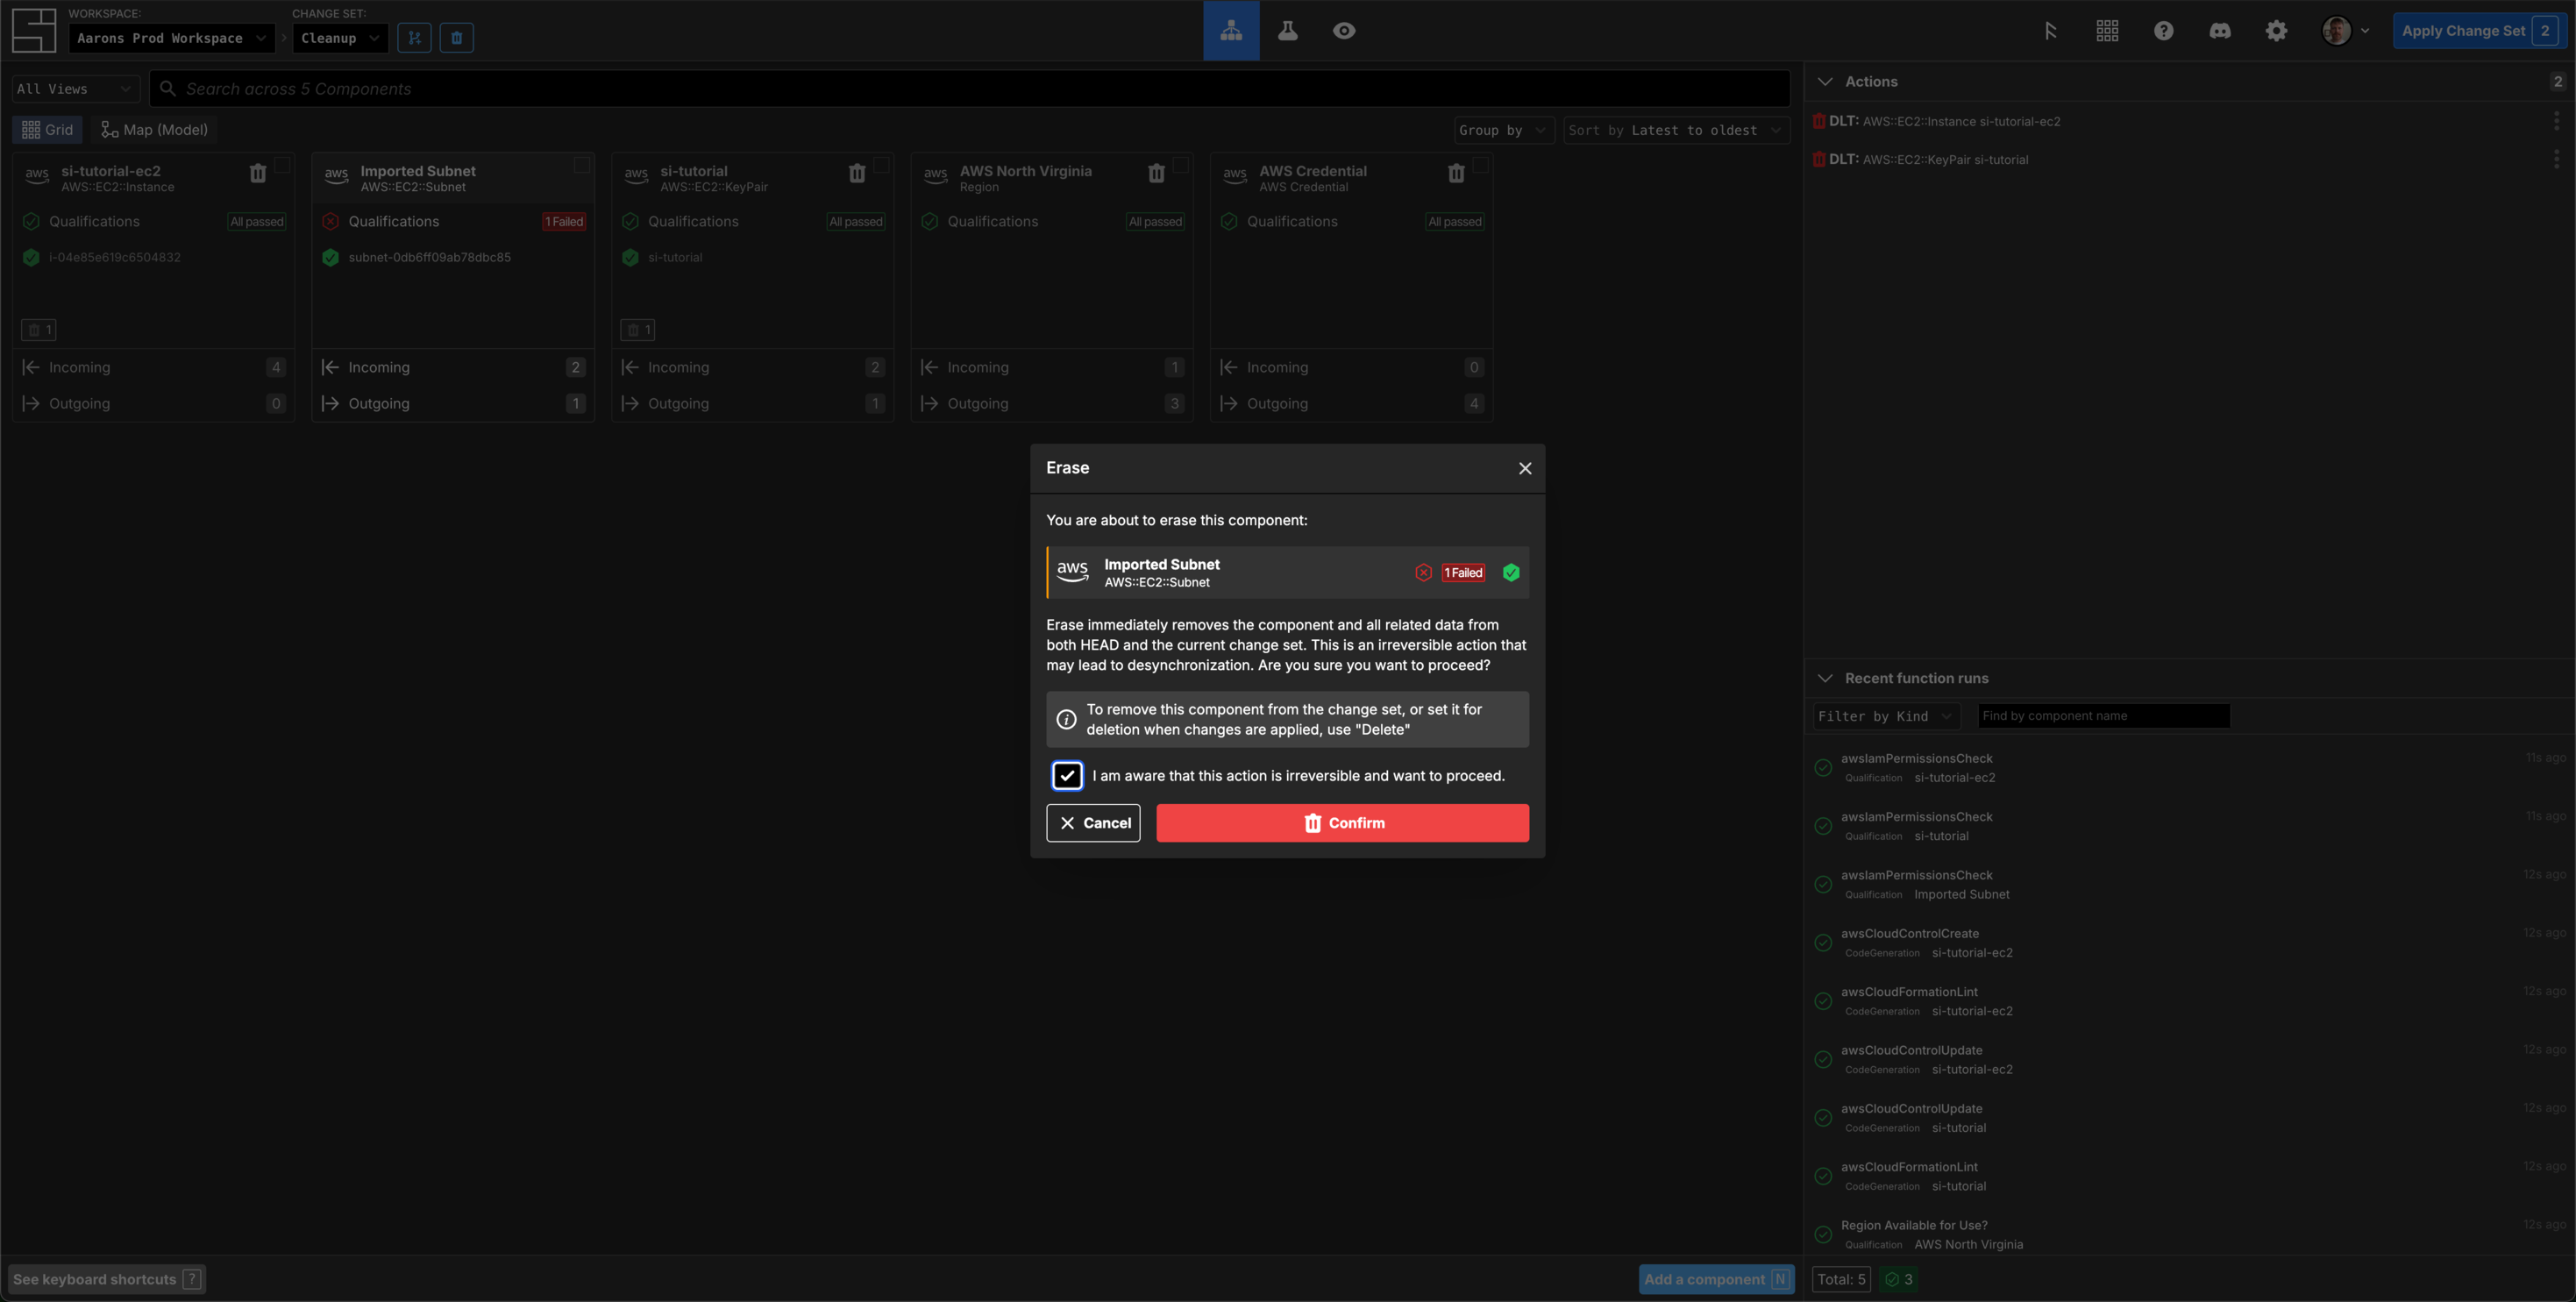 WORKSPACE:
Aarons Prod Workspace
CHANGE SET:
Cleanup
Apply Change Set 2
All Views
Search across 5 Components
Grid
Map (Model)
Group by
Sort by Latest to oldest
aws
si-tutorial-ec2
AWS::EC2::Instance
Qualifications
All passed
i-04e85e619c6504832
1
Incoming 4
Outgoing 0
aws
Imported Subnet
AWS::EC2::Subnet
Qualifications
1 Failed
subnet-0db6ff09ab78dbc85
Incoming 2
Outgoing 1
aws
si-tutorial
AWS::EC2::KeyPair
Qualifications
All passed
si-tutorial
1
Incoming 2
Outgoing 1
aws
AWS North Virginia
Region
Qualifications
All passed
Incoming 1
Outgoing 3
aws
AWS Credential
AWS Credential
Qualifications
All passed
Incoming 0
Outgoing 4
Erase
You are about to erase this component:
aws
Imported Subnet
AWS::EC2::Subnet
1 Failed
Erase immediately removes the component and all related data from
both HEAD and the current change set. This is an irreversible action that
may lead to desynchronization. Are you sure you want to proceed?
To remove this component from the change set, or set it for
deletion when changes are applied, use "Delete"
I am aware that this action is irreversible and want to proceed.
Cancel
Confirm
Actions 2
DLT: AWS::EC2::Instance si-tutorial-ec2
DLT: AWS::EC2::KeyPair si-tutorial
Recent function runs
Filter by Kind
Find by component name
awsIamPermissionsCheck 11s ago
Qualification si-tutorial-ec2
awsIamPermissionsCheck 11s ago
Qualification si-tutorial
awsIamPermissionsCheck 12s ago
Qualification Imported Subnet
awsCloudControlCreate 12s ago
CodeGeneration si-tutorial-ec2
awsCloudFormationLint 12s ago
CodeGeneration si-tutorial-ec2
awsCloudControlUpdate 12s ago
CodeGeneration si-tutorial-ec2
awsCloudControlUpdate 12s ago
CodeGeneration si-tutorial
awsCloudFormationLint 12s ago
CodeGeneration si-tutorial
Region Available for Use? 12s ago
Qualification AWS North Virginia
See keyboard shortcuts ?
Add a component N
Total: 5
3